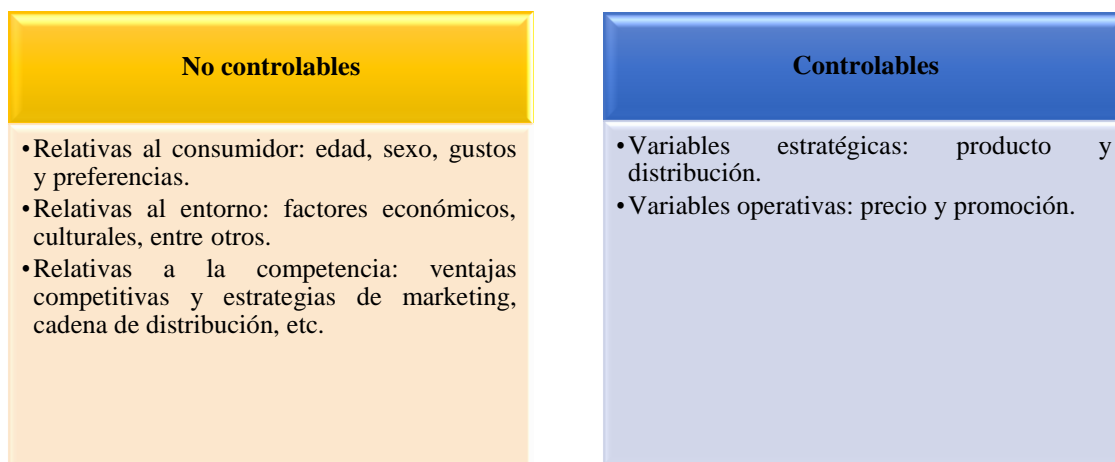 No controlables
•Relativas al consumidor: edad, sexo, gustos
y preferencias.
•Relativas al entorno: factores económicos,
culturales, entre otros.
•Relativas a la competencia: ventajas
competitivas y estrategias de marketing,
cadena de distribución, etc.
Controlables
•Variables estratégicas: producto y
distribución.
•Variables operativas: precio y promoción.